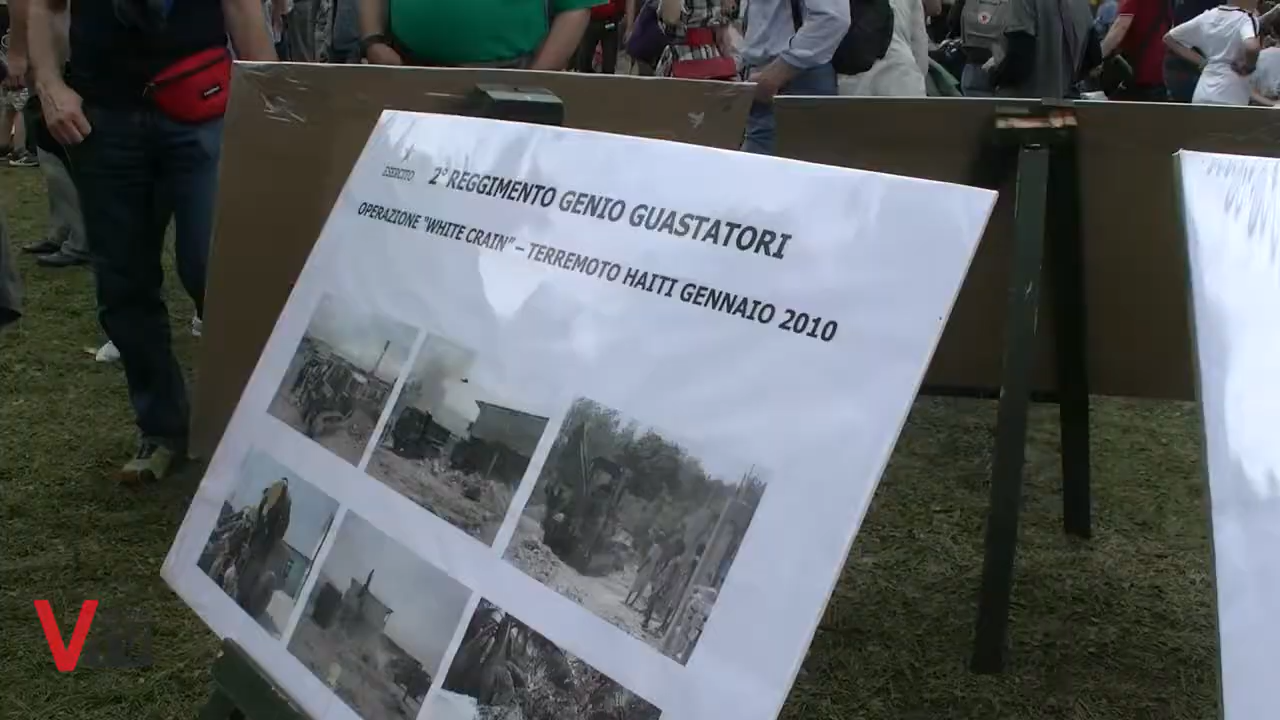 ESERCITO
2° REGGIMENTO GENIO GUASTATORI
OPERAZIONE "WHITE CRAIN" – TERREMOTO HAITI GENNAIO 2010
V